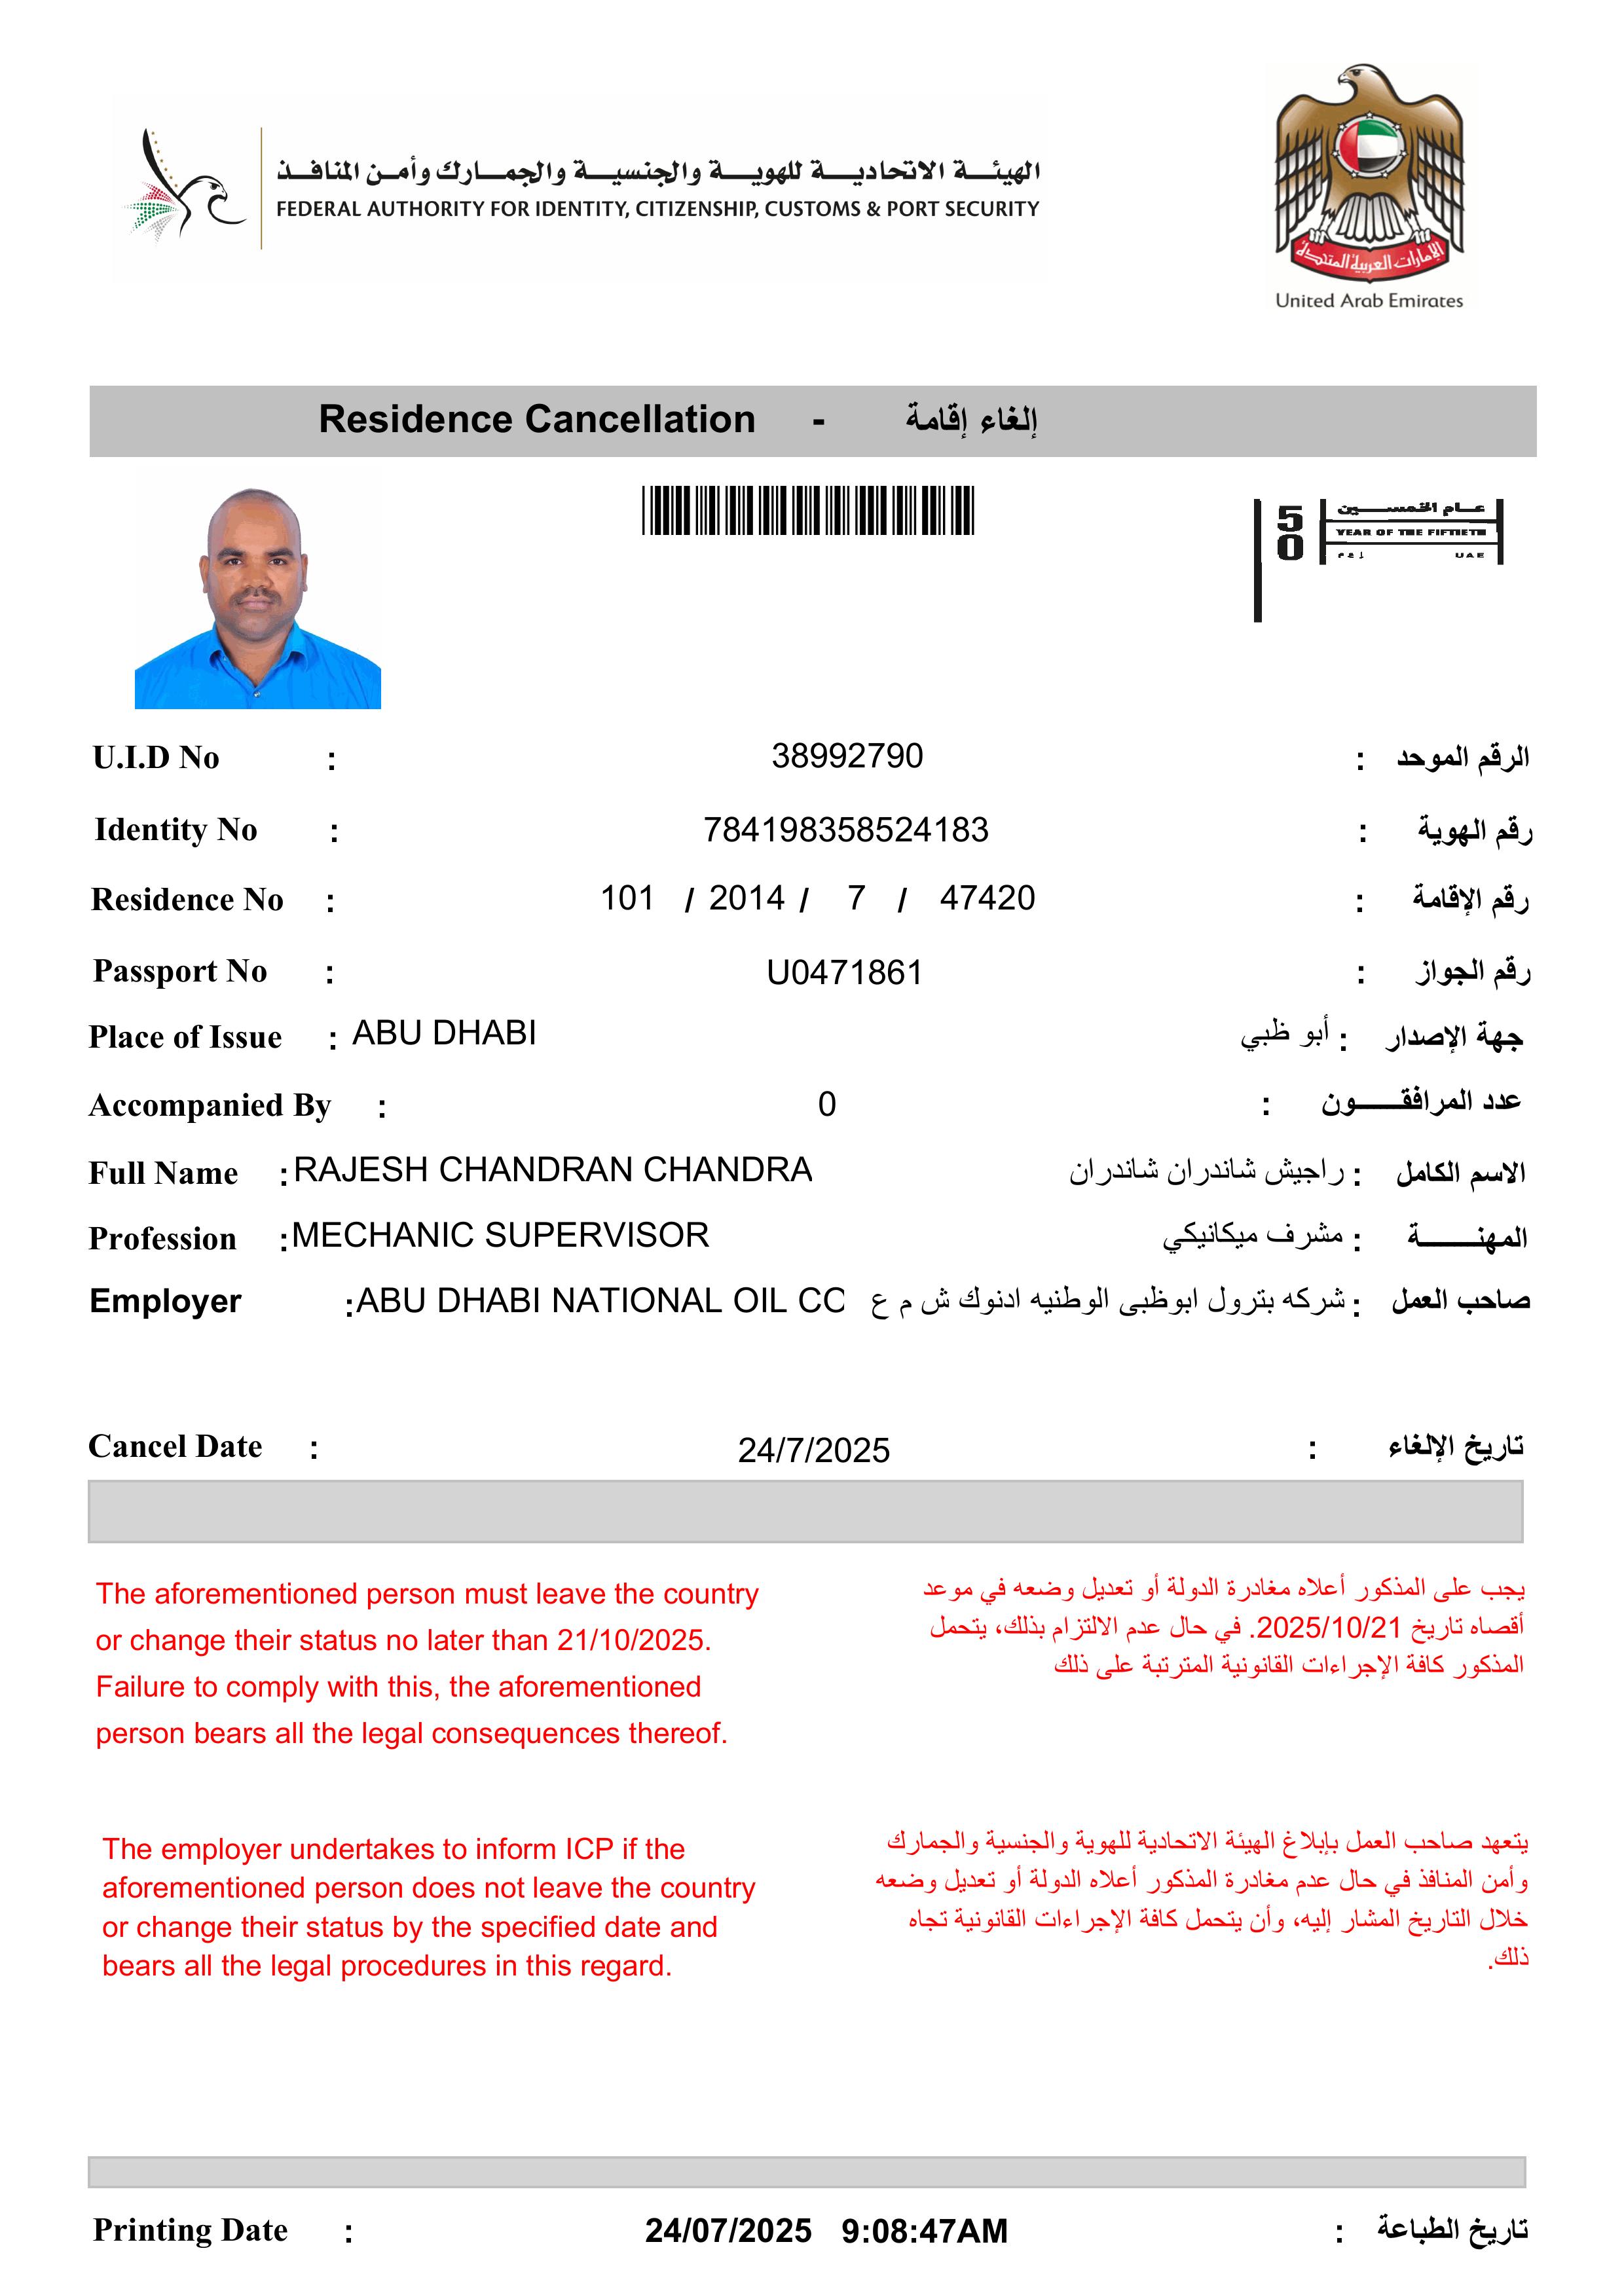 الهيئة الاتحادية للهوية والجنسية والجمارك وأمن المنافذ
FEDERAL AUTHORITY FOR IDENTITY, CITIZENSHIP, CUSTOMS & PORT SECURITY
الإمارات العربية المتحدة
United Arab Emirates
Residence Cancellation - إلغاء إقامة
50
عام الخمسين
YEAR OF THE FIFTIETH
UAE إ ع م
U.I.D No : 38992790 : الرقم الموحد
Identity No : 784198358524183 : رقم الهوية
Residence No : 101 / 2014 / 7 / 47420 : رقم الإقامة
Passport No : U0471861 : رقم الجواز
Place of Issue : ABU DHABI أبو ظبي : جهة الإصدار
Accompanied By : 0 : عدد المرافقـــــون
Full Name : RAJESH CHANDRAN CHANDRA راجيش شاندران شاندران : الاسم الكامل
Profession : MECHANIC SUPERVISOR مشرف ميكانيكي : المهنـــــــة
Employer : ABU DHABI NATIONAL OIL CO شركه بترول ابوظبى الوطنيه ادنوك ش م ع : صاحب العمل
Cancel Date : 24/7/2025 : تاريخ الإلغاء
The aforementioned person must leave the country
or change their status no later than 21/10/2025.
Failure to comply with this, the aforementioned
person bears all the legal consequences thereof.
يجب على المذكور أعلاه مغادرة الدولة أو تعديل وضعه في موعد
أقصاه تاريخ 2025/10/21. في حال عدم الالتزام بذلك، يتحمل
المذكور كافة الإجراءات القانونية المترتبة على ذلك
The employer undertakes to inform ICP if the
aforementioned person does not leave the country
or change their status by the specified date and
bears all the legal procedures in this regard.
يتعهد صاحب العمل بإبلاغ الهيئة الاتحادية للهوية والجنسية والجمارك
وأمن المنافذ في حال عدم مغادرة المذكور أعلاه الدولة أو تعديل وضعه
خلال التاريخ المشار إليه، وأن يتحمل كافة الإجراءات القانونية تجاه
ذلك.
Printing Date : 24/07/2025 9:08:47AM : تاريخ الطباعة